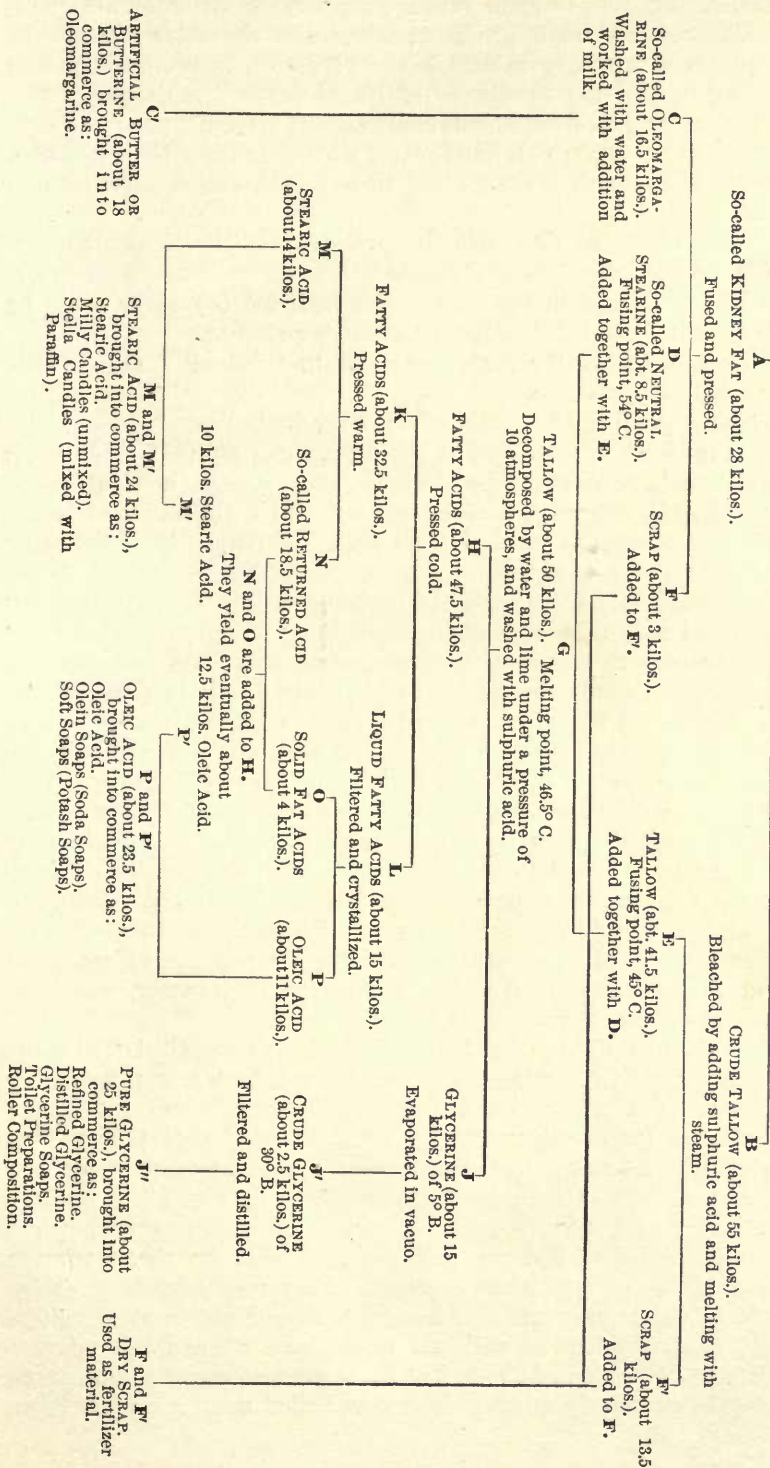 A
So-called KIDNEY FAT (about 28 kilos.).
Fused and pressed.
B
CRUDE TALLOW (about 55 kilos.).
Bleached by adding sulphuric acid and melting with
steam.
C
So-called OLEOMARGA-
RINE (about 16.5 kilos.).
Washed with water and
worked with addition
of milk.
D
So-called NEUTRAL
STEARINE (abt. 8.5 kilos.).
Fusing point, 54° C.
Added together with E.
F
SCRAP (about 3 kilos.).
Added to F'.
E
TALLOW (abt. 41.5 kilos.).
Fusing point, 45° C.
Added together with D.
F'
SCRAP (about 13.5
kilos.).
Added to F.
G
TALLOW (about 50 kilos.). Melting point, 46.5° C.
Decomposed by water and lime under a pressure of
10 atmospheres, and washed with sulphuric acid.
H
FATTY ACIDS (about 47.5 kilos.).
Pressed cold.
J
GLYCERINE (about 15
kilos.) of 5° B.
Evaporated in vacuo.
K
FATTY ACIDS (about 32.5 kilos.).
Pressed warm.
L
LIQUID FATTY ACIDS (about 15 kilos.).
Filtered and crystallized.
M
STEARIC ACID
(about 14 kilos.).
N
So-called RETURNED ACID
(about 18.5 kilos.).
O
SOLID FAT ACIDS
(about 4 kilos.).
P
OLEIC ACID
(about 11 kilos.).
J'
CRUDE GLYCERINE
(about 2.5 kilos.) of
30° B.
Filtered and distilled.
N and O are added to H.
They yield eventually about
10 kilos. Stearic Acid. 12.5 kilos. Oleic Acid.
M'
P'
C'
ARTIFICIAL BUTTER OR
BUTTERINE (about 18
kilos.) brought into
commerce as:
Oleomargarine.
M and M'
STEARIC ACID (about 24 kilos.),
brought into commerce as:
Stearic Acid.
Milly Candles (unmixed).
Stella Candles (mixed with
Paraffin).
P and P'
OLEIC ACID (about 23.5 kilos.),
brought into commerce as:
Oleic Acid.
Olein Soaps (Soda Soaps).
Soft Soaps (Potash Soaps).
J"
PURE GLYCERINE (about
25 kilos.), brought into
commerce as:
Refined Glycerine.
Distilled Glycerine.
Glycerine Soaps.
Toilet Preparations.
Roller Composition.
F and F'
DRY SCRAP.
Used as fertilizer
material.